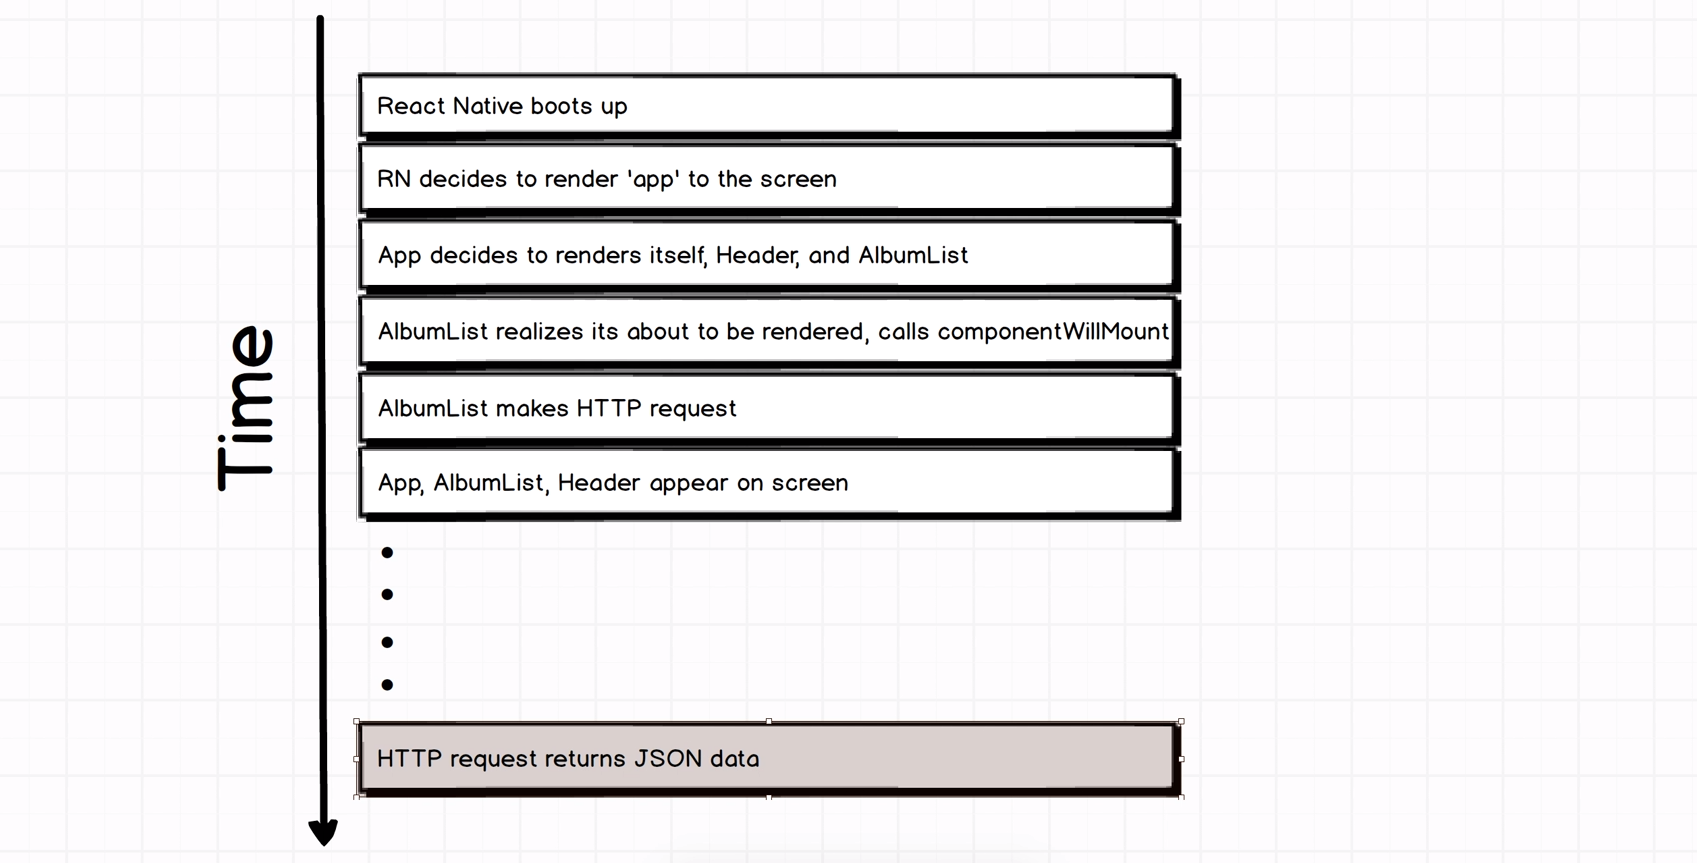 Time
React Native boots up
RN decides to render 'app' to the screen
App decides to renders itself, Header, and AlbumList
AlbumList realizes its about to be rendered, calls componentWillMount
AlbumList makes HTTP request
App, AlbumList, Header appear on screen
HTTP request returns JSON data